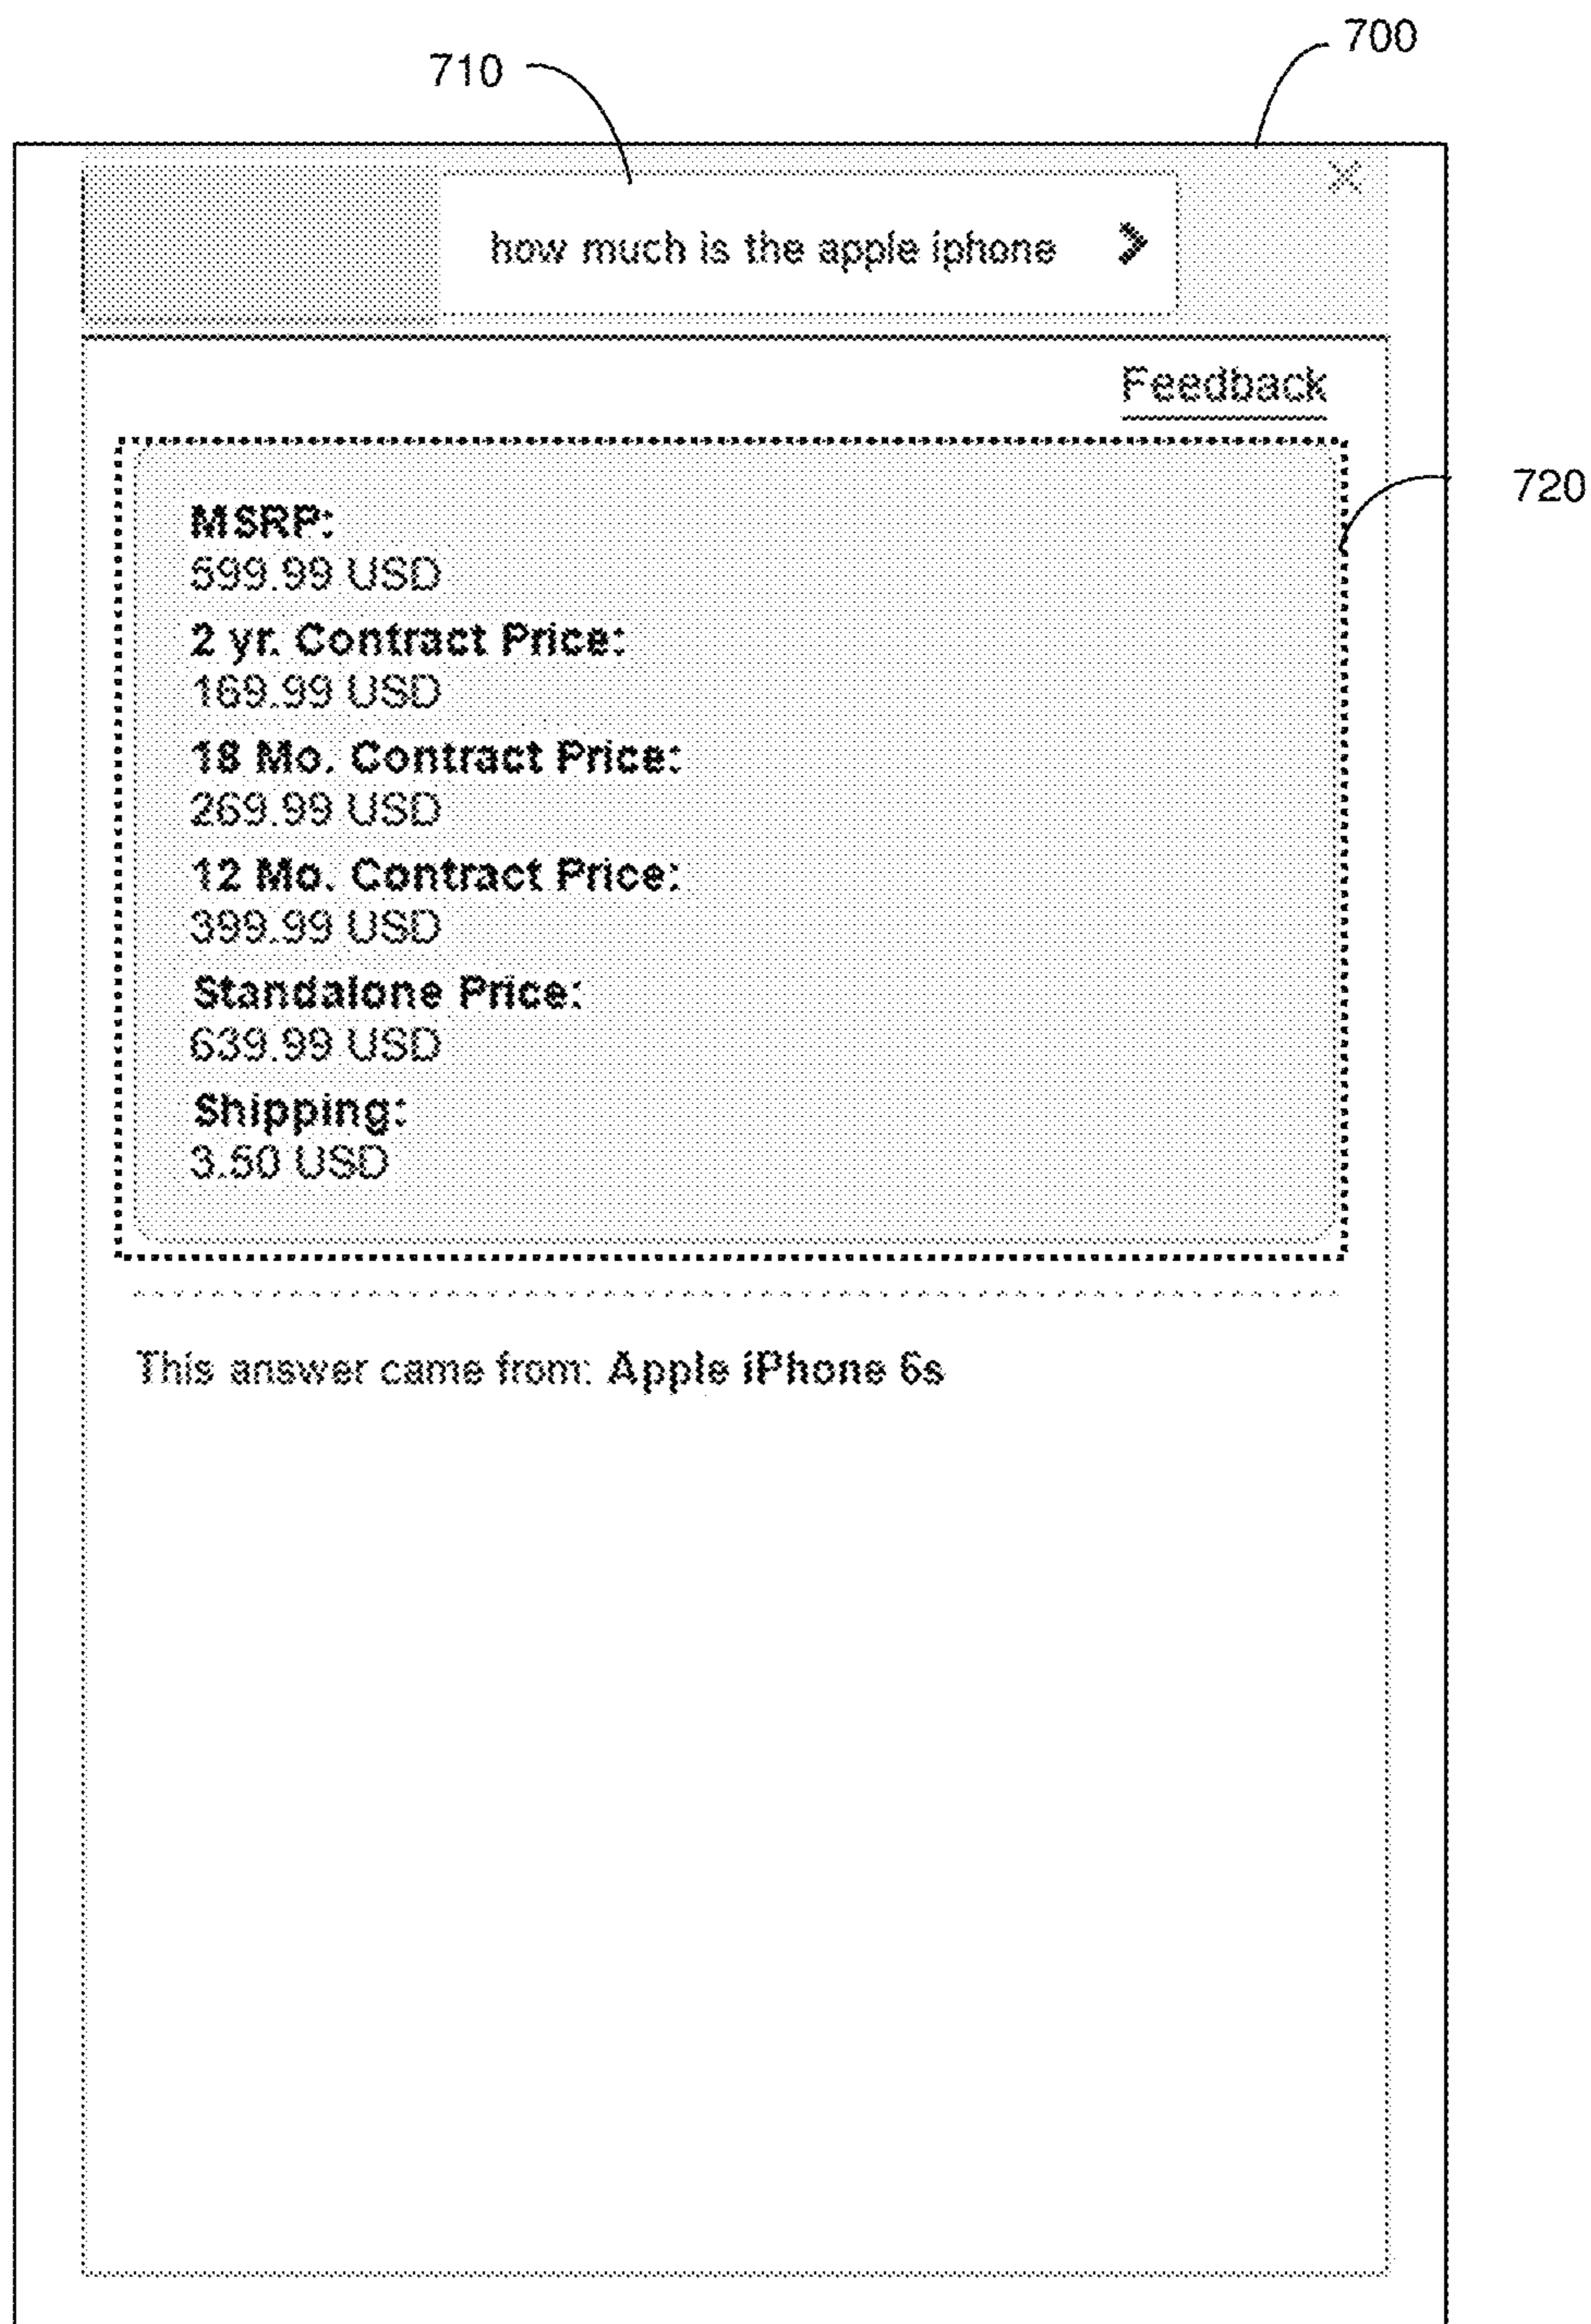 700
710
how much is the apple iphone
Feedback
720
MSRP:
599.99 USD
2 yr. Contract Price:
169.99 USD
18 Mo. Contract Price:
269.99 USD
12 Mo. Contract Price:
399.99 USD
Standalone Price:
639.99 USD
Shipping:
3.50 USD
This answer came from: Apple iPhone 6s